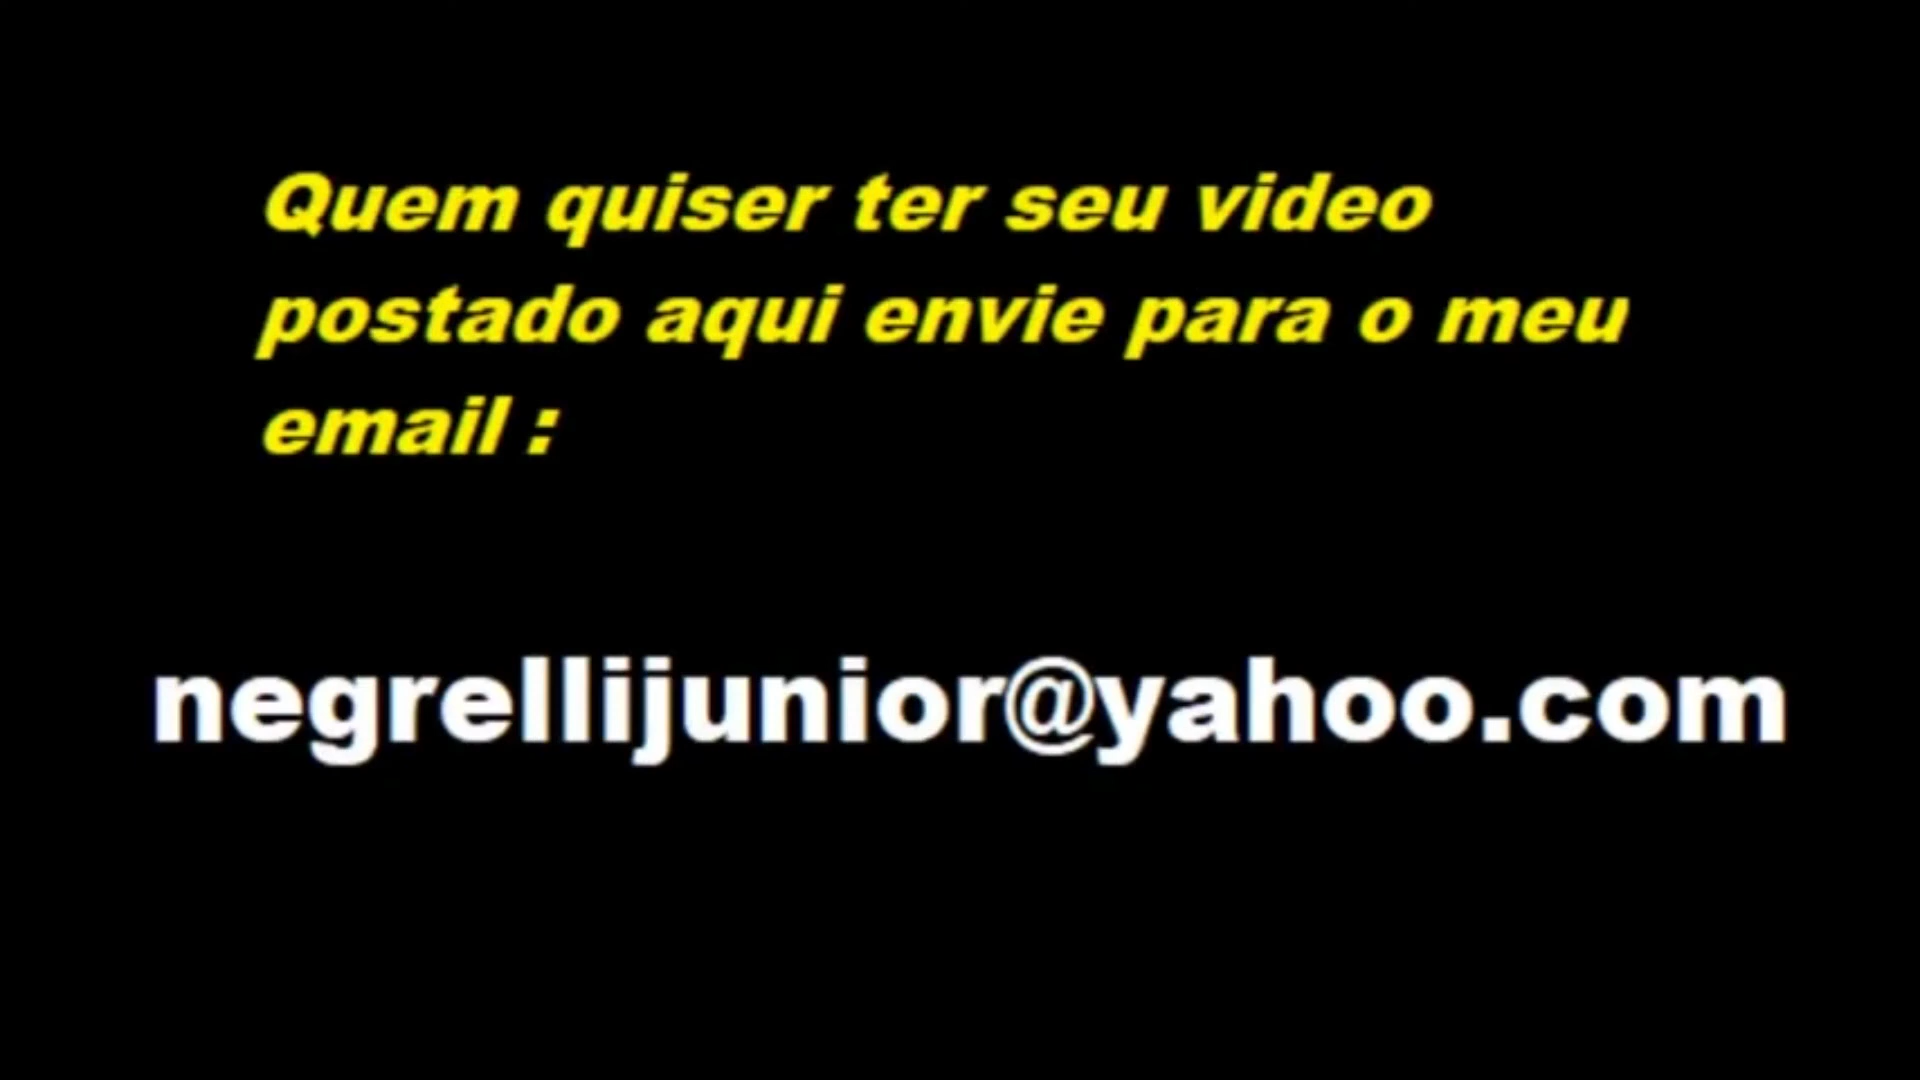 Quem quiser ter seu video
postado aqui envie para o meu
email :
negrellijunior@yahoo.com